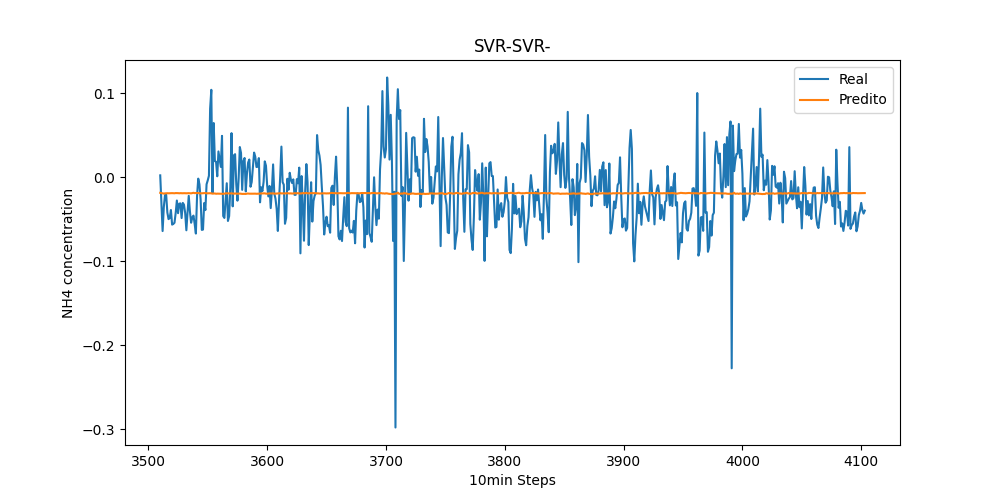 SVR-SVR-
Real
Predito
0.1
0.0
−0.1
−0.2
−0.3
NH4 concentration
3500 3600 3700 3800 3900 4000 4100
10min Steps